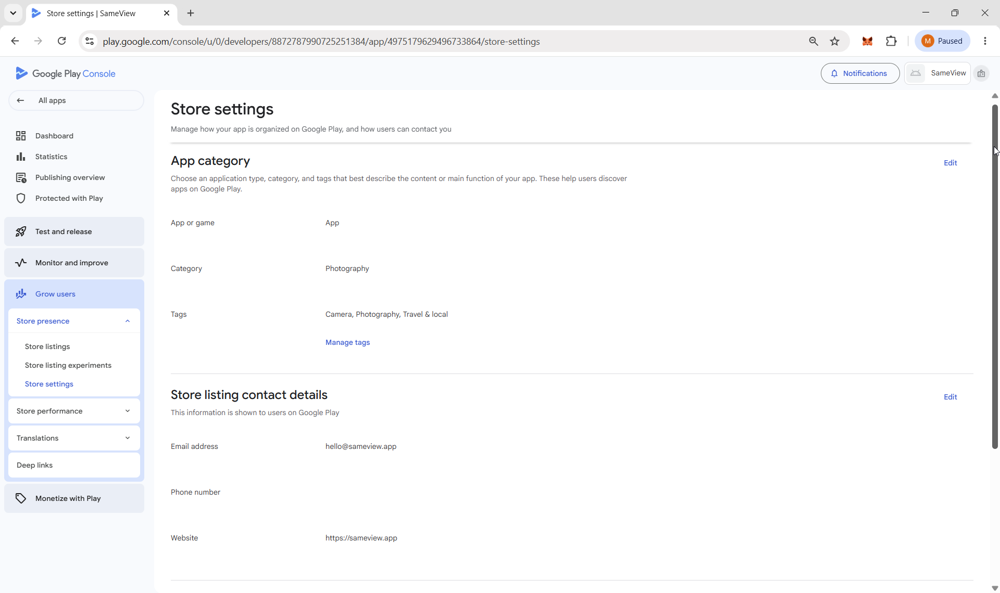 Store settings | SameView
play.google.com/console/u/0/developers/8872787990725251384/app/4975179629496733864/store-settings
M Paused
Google Play Console
Notifications
SameView
All apps
Dashboard
Statistics
Publishing overview
Protected with Play
Test and release
Monitor and improve
Grow users
Store presence
Store listings
Store listing experiments
Store settings
Store performance
Translations
Deep links
Monetize with Play
Store settings
Manage how your app is organized on Google Play, and how users can contact you
App category
Edit
Choose an application type, category, and tags that best describe the content or main function of your app. These help users discover
apps on Google Play.
App or game
App
Category
Photography
Tags
Camera, Photography, Travel & local
Manage tags
Store listing contact details
Edit
This information is shown to users on Google Play
Email address
hello@sameview.app
Phone number
Website
https://sameview.app